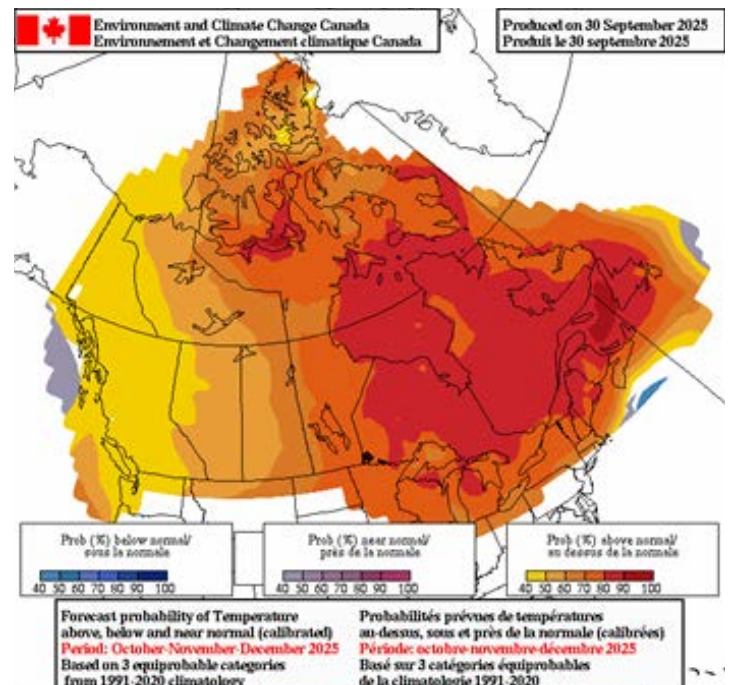 Environment and Climate Change Canada
Environnement et Changement climatique Canada
Produced on 30 September 2025
Produit le 30 septembre 2025
Prob (%) below normal/
sous la normale
40 50 60 70 80 90 100
Prob (%) near normal/
près de la normale
40 50 60 70 80 90 100
Prob (%) above normal/
au dessus de la normale
40 50 60 70 80 90 100
Forecast probability of Temperature
above, below and near normal (calibrated)
Period: October-November-December 2025
Based on 3 equiprobable categories
from 1991-2020 climatology
Probabilités prévues de températures
au-dessus, sous et près de la normale (calibrées)
Période: octobre-novembre-décembre 2025
Basé sur 3 catégories équiprobables
de la climatologie 1991-2020